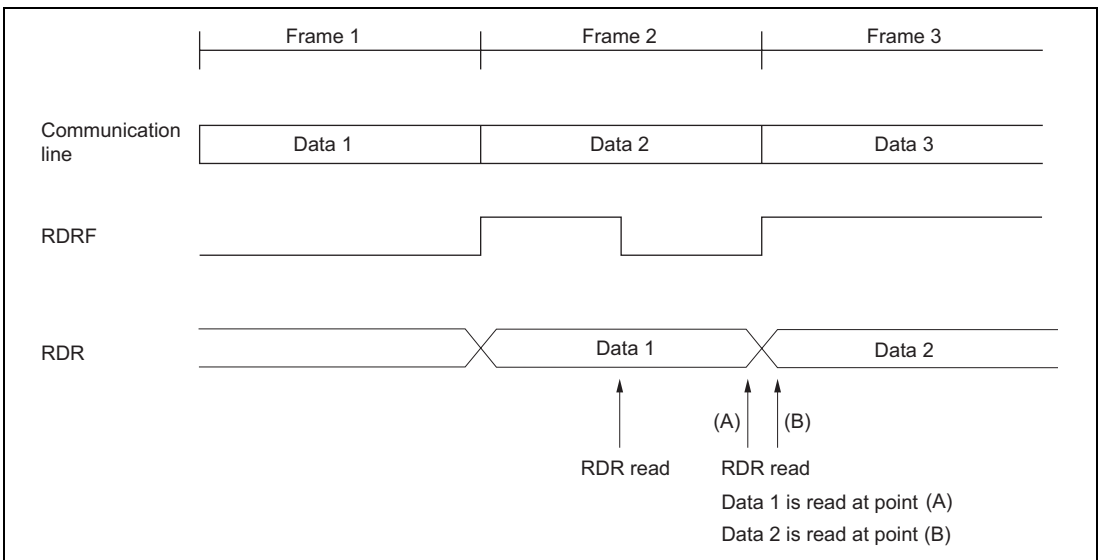 Frame 1 Frame 2 Frame 3
Communication
line
Data 1 Data 2 Data 3
RDRF
RDR
Data 1 Data 2
(A) (B)
RDR read RDR read
Data 1 is read at point (A)
Data 2 is read at point (B)